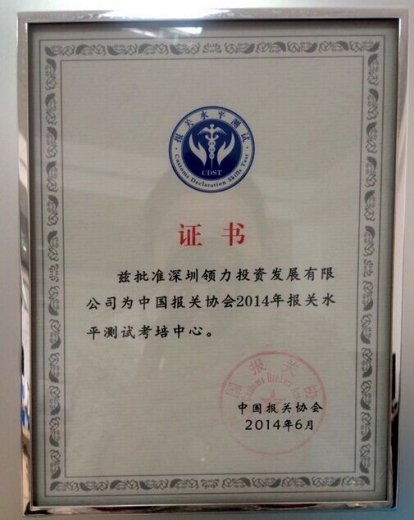 报关水平测试
Customs Declaration Skills Test
CDST
证书
兹批准深圳领力投资发展有限
公司为中国报关协会2014年报关水
平测试考培中心。
中国报关协会
2014年6月